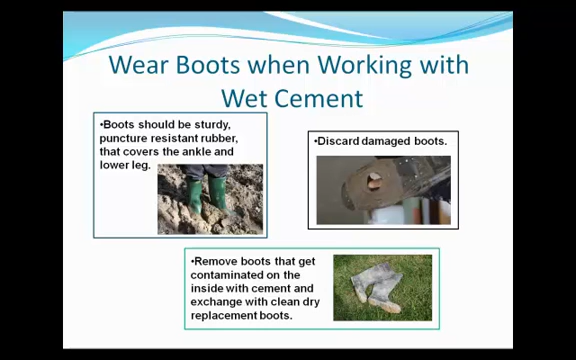 Wear Boots when Working with
Wet Cement
•Boots should be sturdy,
puncture resistant rubber,
that covers the ankle and
lower leg.
•Discard damaged boots.
•Remove boots that get
contaminated on the
inside with cement and
exchange with clean dry
replacement boots.